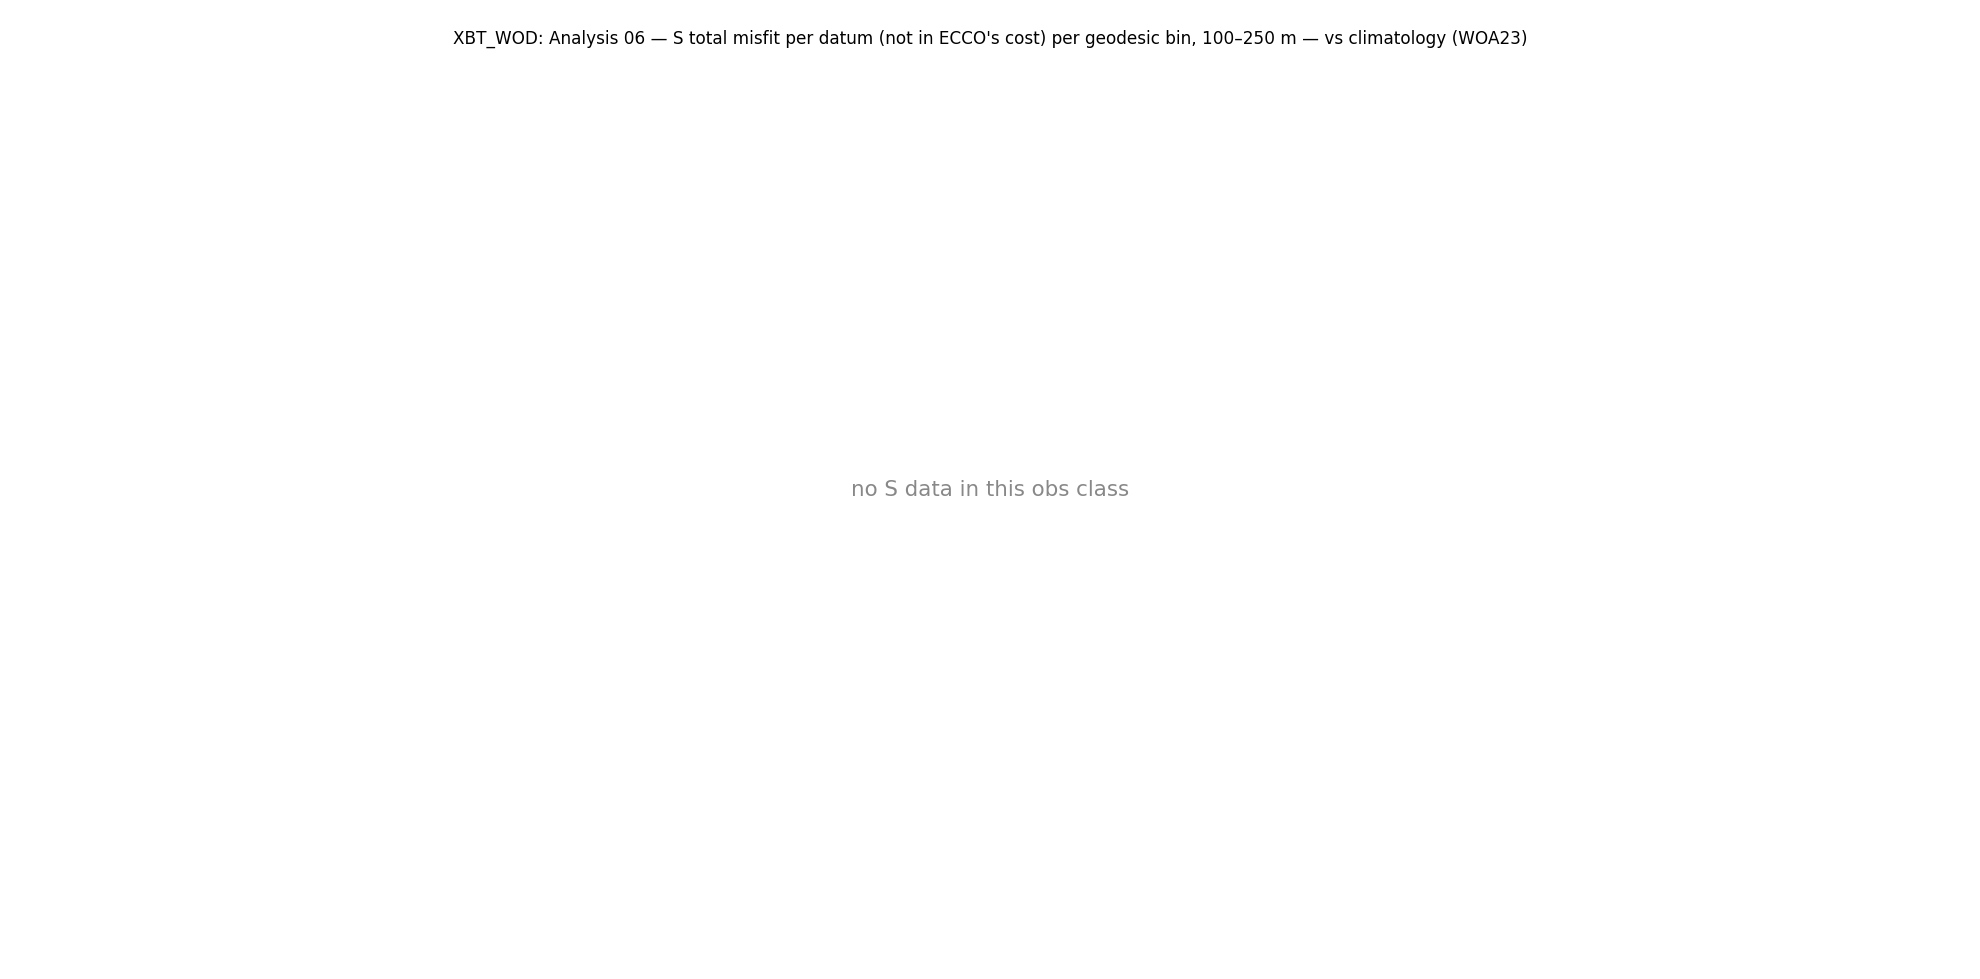 XBT_WOD: Analysis 06 — S total misfit per datum (not in ECCO's cost) per geodesic bin, 100–250 m — vs climatology (WOA23)
no S data in this obs class